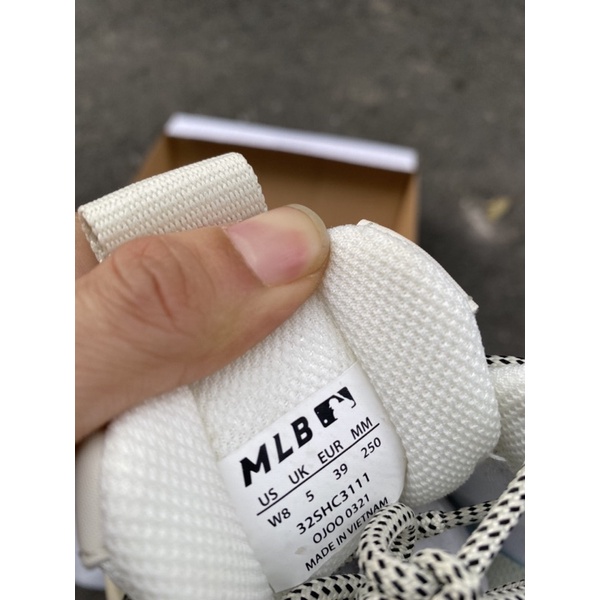 MLB
US UK EUR MM
W8 5 39 250
32SHC3111
OJOO 0321
MADE IN VIETNAM